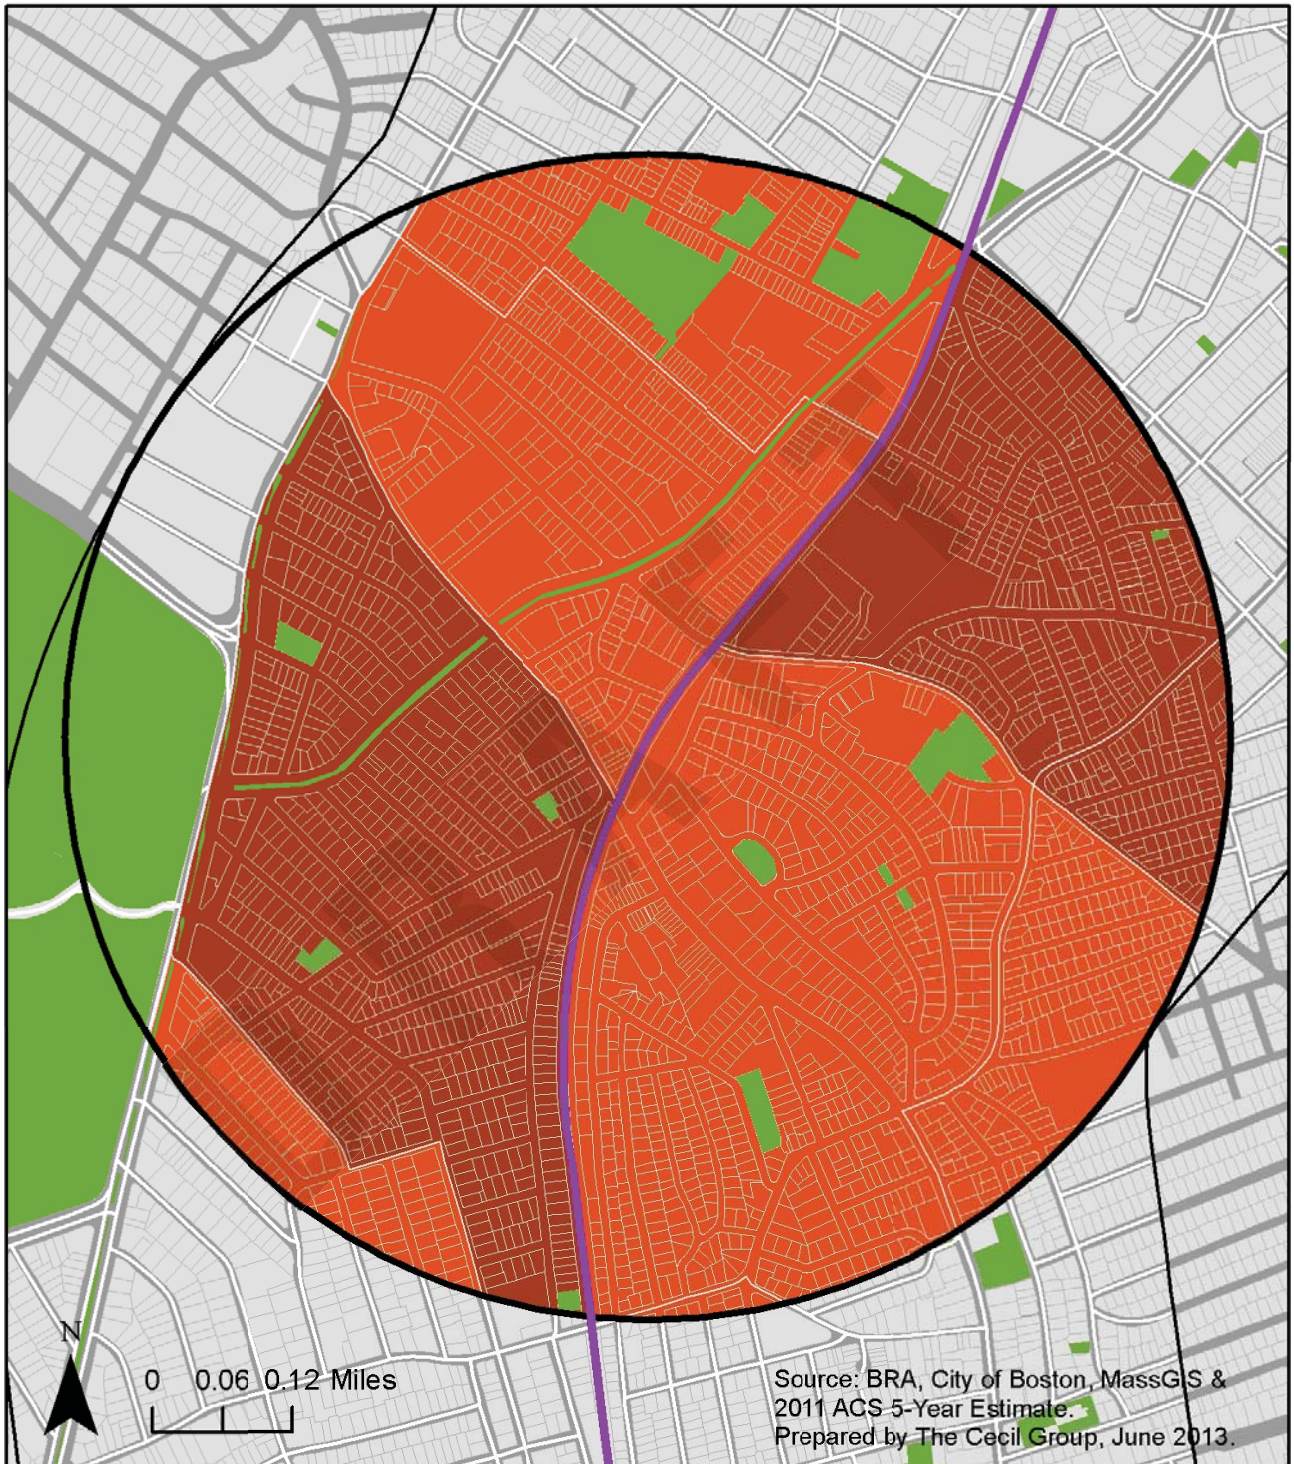 N
0 0.06 0.12 Miles
Source: BRA, City of Boston, MassGIS &
2011 ACS 5-Year Estimate.
Prepared by The Cecil Group, June 2013.